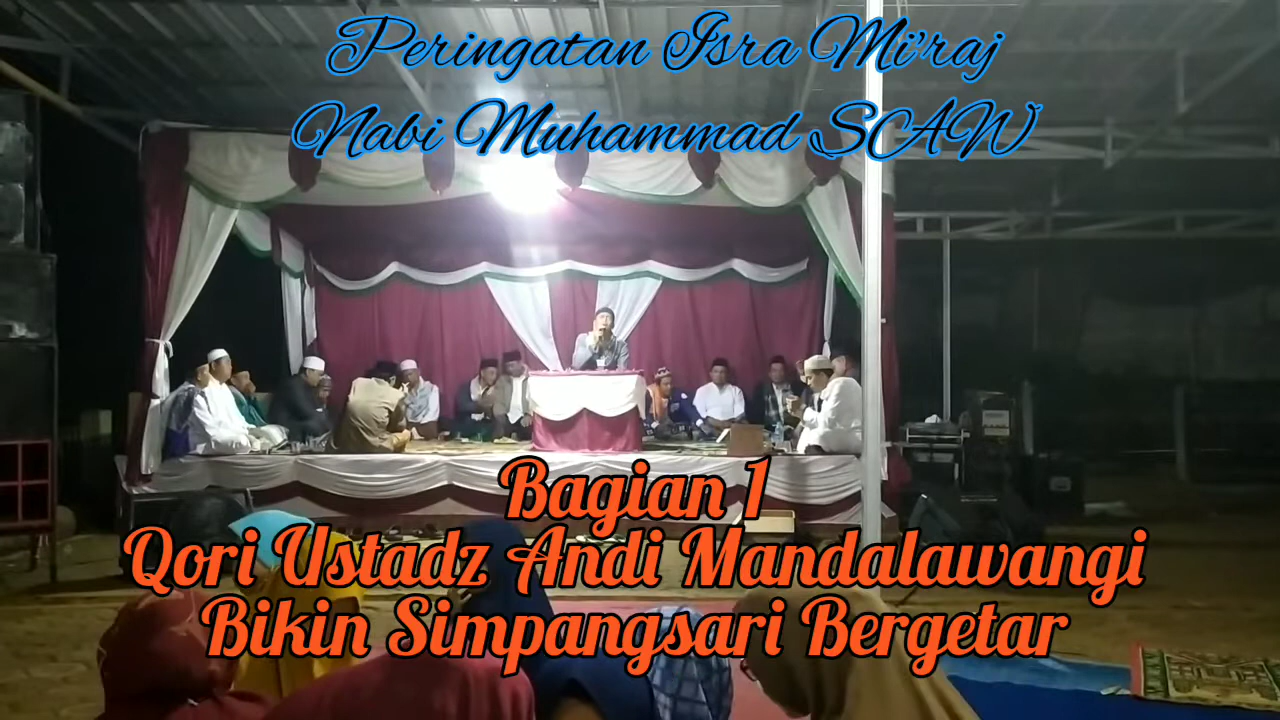 Peringatan Isra Mi'raj
Nabi Muhammad SAW
Bagian 1
Qori Ustadz Andi Mandalawangi
Bikin Simpangsari Bergetar